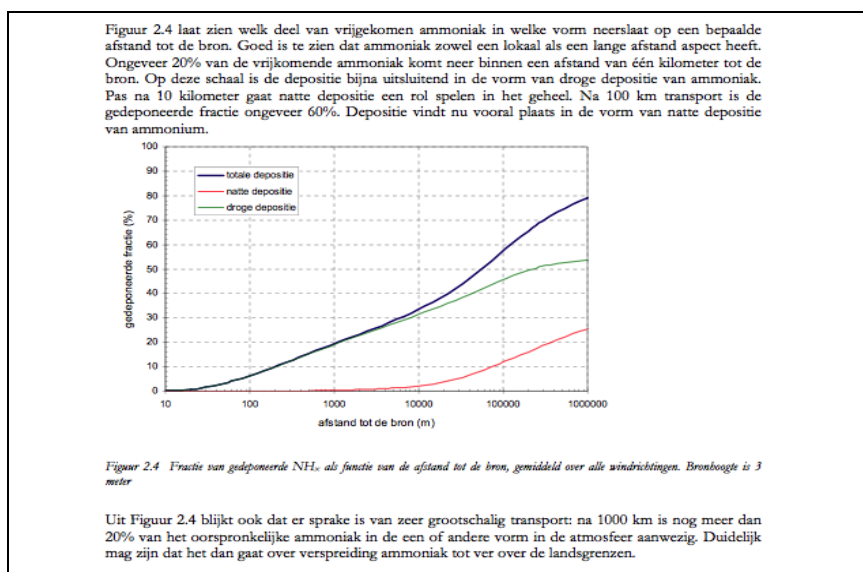 Figuur 2.4 laat zien welk deel van vrijgekomen ammoniak in welke vorm neerslaat op een bepaalde
afstand tot de bron. Goed is te zien dat ammoniak zowel een lokaal als een lange afstand aspect heeft.
Ongeveer 20% van de vrijkomende ammoniak komt neer binnen een afstand van één kilometer tot de
bron. Op deze schaal is de depositie bijna uitsluitend in de vorm van droge depositie van ammoniak.
Pas na 10 kilometer gaat natte depositie een rol spelen in het geheel. Na 100 km transport is de
gedeponeerde fractie ongeveer 60%. Depositie vindt nu vooral plaats in de vorm van natte depositie
van ammonium.
100
90
80
70
60
50
40
30
20
10
0
gedeponeerde fractie (%)
totale depositie
natte depositie
droge depositie
10 100 1000 10000 100000 1000000
afstand tot de bron (m)
Figuur 2.4 Fractie van gedeponeerde NHₓ als functie van de afstand tot de bron, gemiddeld over alle windrichtingen. Bronhoogte is 3
meter
Uit Figuur 2.4 blijkt ook dat er sprake is van zeer grootschalig transport: na 1000 km is nog meer dan
20% van het oorspronkelijke ammoniak in de een of andere vorm in de atmosfeer aanwezig. Duidelijk
mag zijn dat het dan gaat over verspreiding ammoniak tot ver over de landsgrenzen.